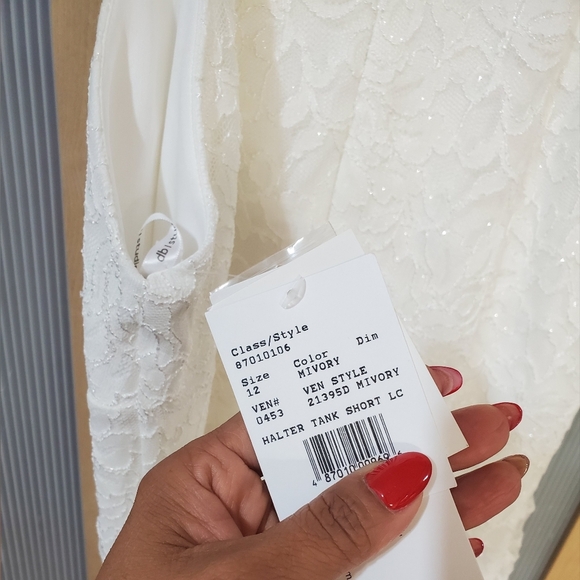 Class/Style
87010106
Size Color Dim
12 MIVORY
VEN# VEN STYLE
0453 21395D MIVORY
HALTER TANK SHORT LC